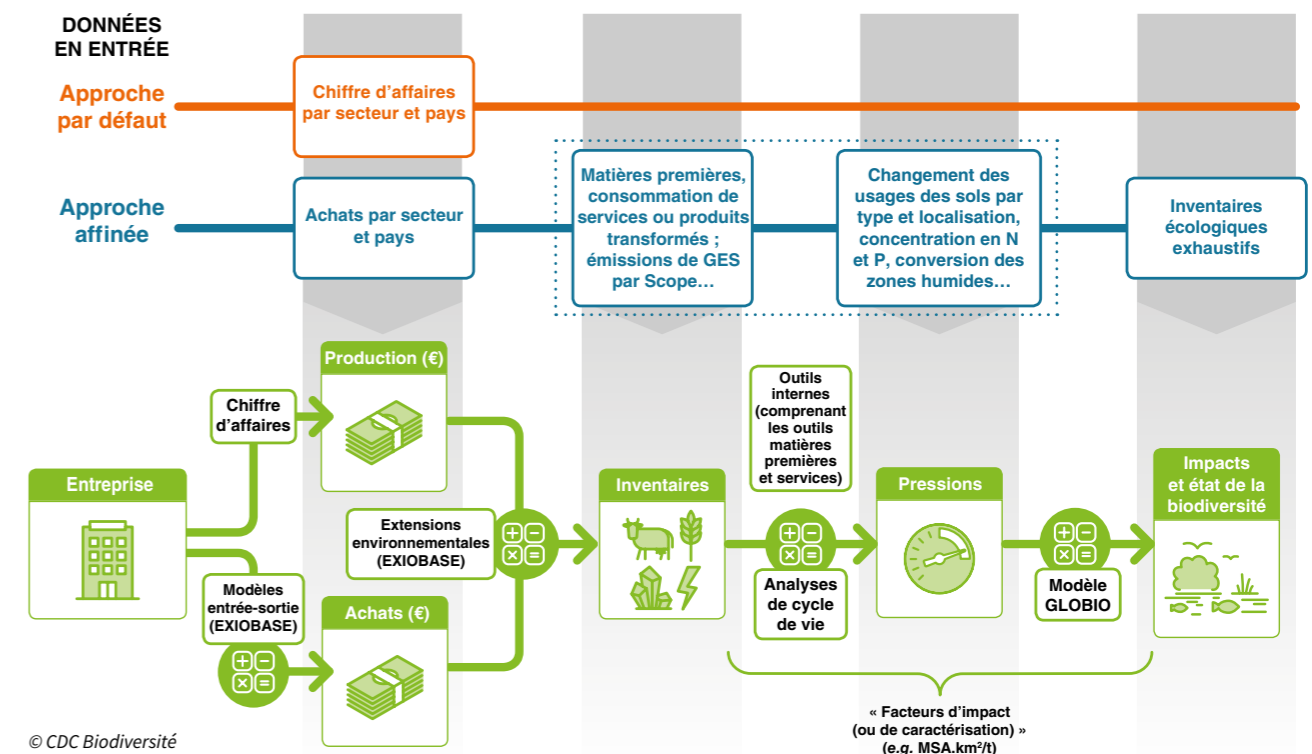 DONNÉES
EN ENTRÉE
Approche
par défaut
Chiffre d'affaires
par secteur et pays
Approche
affinée
Achats par secteur
et pays
Matières premières,
consommation de
services ou produits
transformés ;
émissions de GES
par Scope…
Changement des
usages des sols par
type et localisation,
concentration en N
et P, conversion des
zones humides…
Inventaires
écologiques
exhaustifs
Entreprise
Chiffre
d'affaires
Modèles
entrée-sortie
(EXIOBASE)
Production (€)
Achats (€)
Extensions
environnementales
(EXIOBASE)
Inventaires
Outils
internes
(comprenant
les outils
matières
premières
et services)
Analyses
de cycle
de vie
Pressions
Modèle
GLOBIO
Impacts
et état de la
biodiversité
« Facteurs d'impact
(ou de caractérisation) »
(e.g. MSA.km²/t)
© CDC Biodiversité